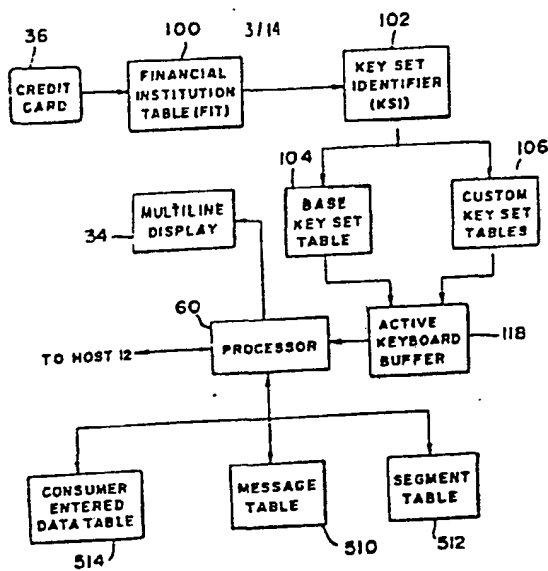 36
100
3/14
102
CREDIT
CARD
FINANCIAL
INSTITUTION
TABLE (FIT)
KEY SET
IDENTIFIER
(KSI)
104
106
MULTILINE
DISPLAY
34
BASE
KEY SET
TABLE
CUSTOM
KEY SET
TABLES
60
PROCESSOR
ACTIVE
KEYBOARD
BUFFER
118
TO HOST 12
CONSUMER
ENTERED
DATA TABLE
514
MESSAGE
TABLE
510
SEGMENT
TABLE
512